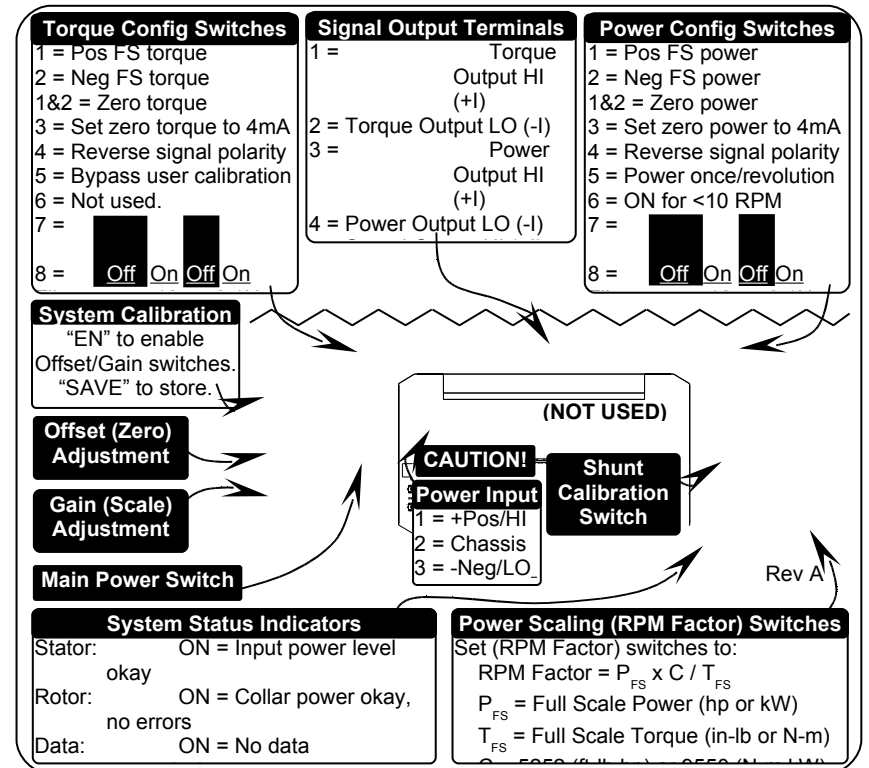 Torque Config Switches
1 = Pos FS torque
2 = Neg FS torque
1&2 = Zero torque
3 = Set zero torque to 4mA
4 = Reverse signal polarity
5 = Bypass user calibration
6 = Not used.
7 =
8 = Off On Off On
Signal Output Terminals
1 = Torque
Output HI
(+I)
2 = Torque Output LO (-I)
3 = Power
Output HI
(+I)
4 = Power Output LO (-I)
Power Config Switches
1 = Pos FS power
2 = Neg FS power
1&2 = Zero power
3 = Set zero power to 4mA
4 = Reverse signal polarity
5 = Power once/revolution
6 = ON for <10 RPM
7 =
8 = Off On Off On
System Calibration
“EN” to enable
Offset/Gain switches.
“SAVE” to store.
Offset (Zero)
Adjustment
Gain (Scale)
Adjustment
Main Power Switch
(NOT USED)
CAUTION!
Power Input
1 = +Pos/HI
2 = Chassis
3 = -Neg/LO
Shunt
Calibration
Switch
Rev A
System Status Indicators
Stator: ON = Input power level
okay
Rotor: ON = Collar power okay,
no errors
Data: ON = No data
Power Scaling (RPM Factor) Switches
Set (RPM Factor) switches to:
RPM Factor = P_FS x C / T_FS
P_FS = Full Scale Power (hp or kW)
T_FS = Full Scale Torque (in-lb or N-m)